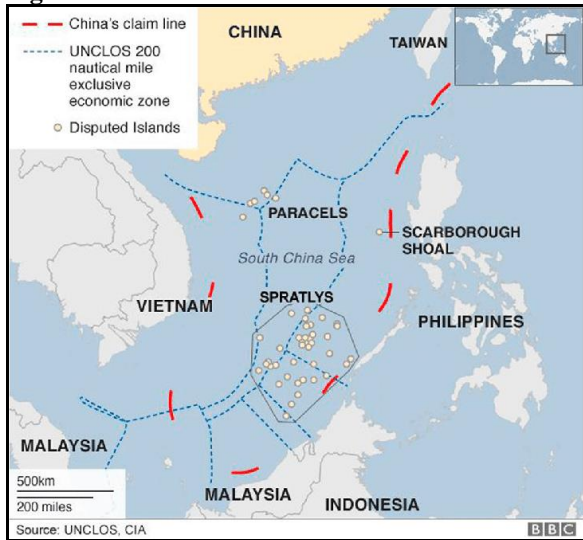 China's claim line
UNCLOS 200
nautical mile
exclusive
economic zone
Disputed Islands
CHINA
TAIWAN
PARACELS
SCARBOROUGH
SHOAL
South China Sea
SPRATLYS
VIETNAM
PHILIPPINES
MALAYSIA
500km
200 miles
MALAYSIA
INDONESIA
Source: UNCLOS, CIA
BBC